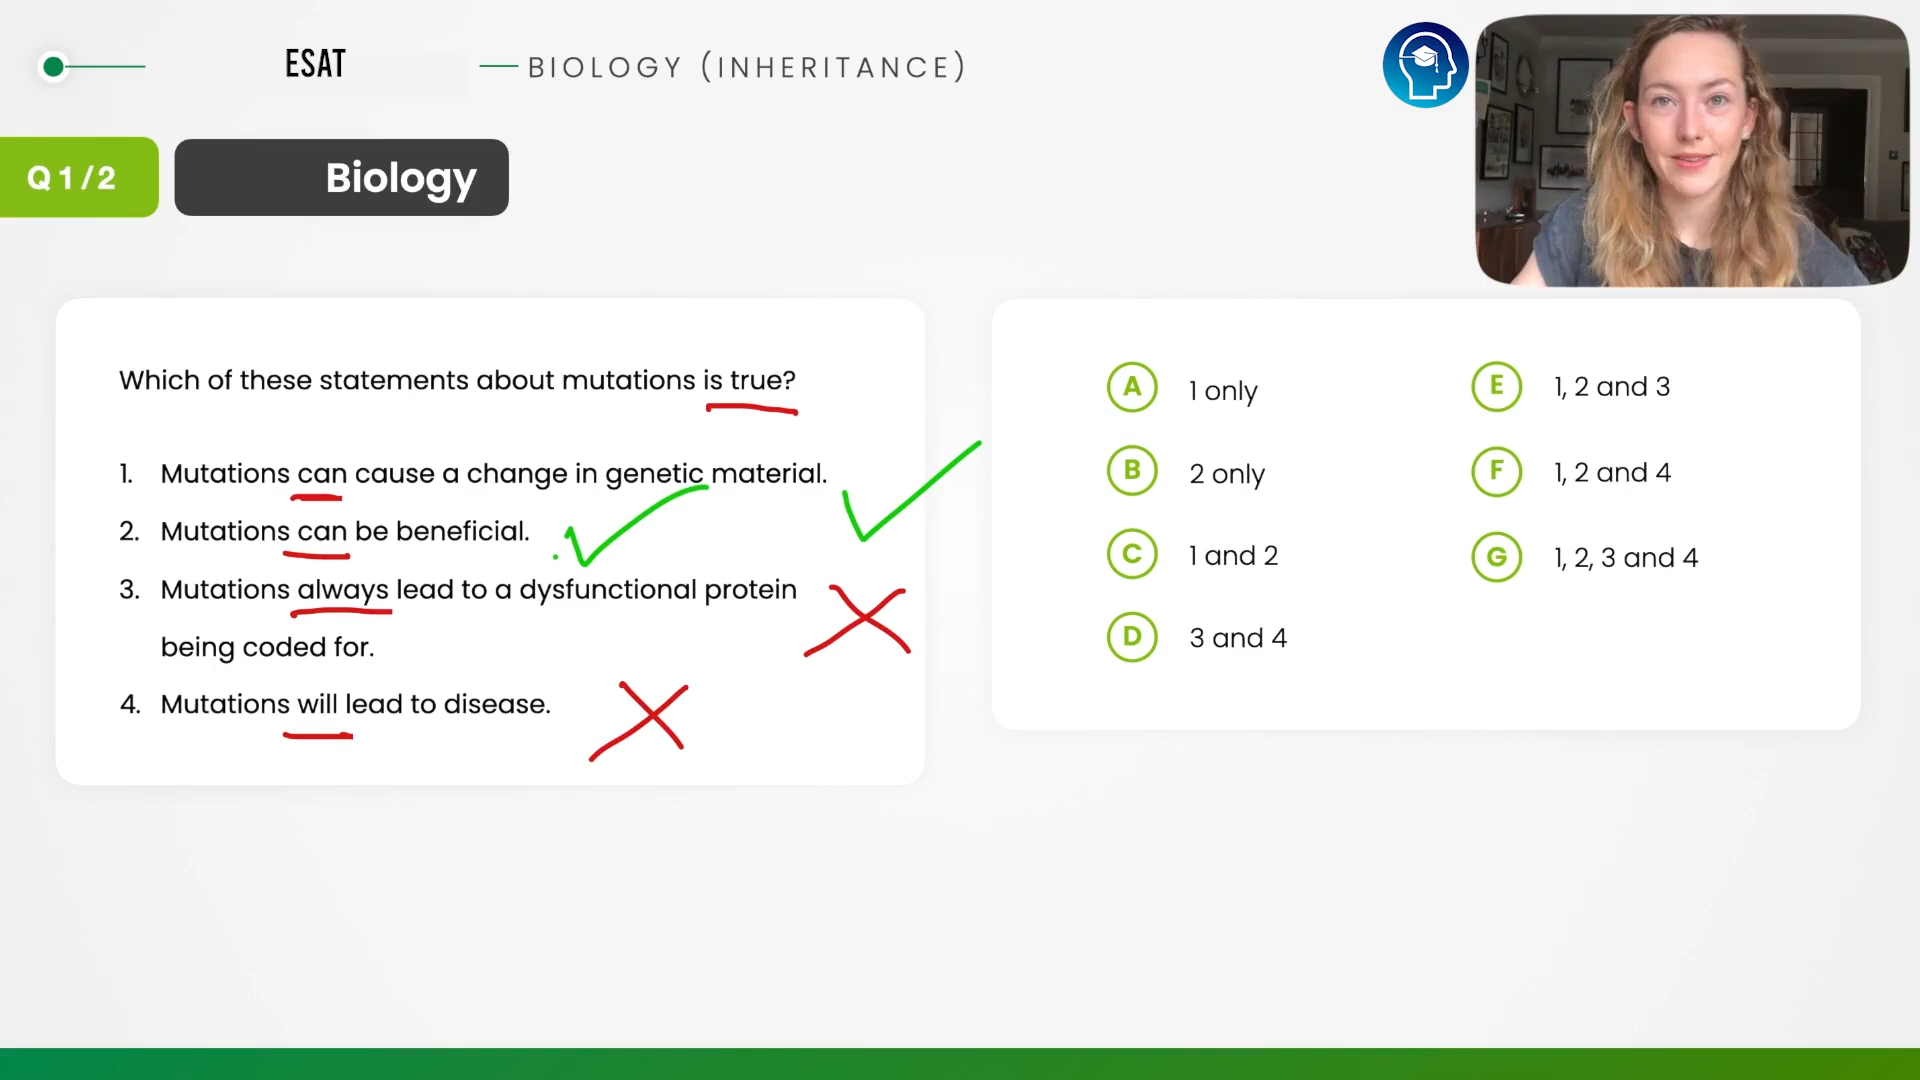 ESAT
BIOLOGY (INHERITANCE)
Q 1/2
Biology
Which of these statements about mutations is true?
1. Mutations can cause a change in genetic material.
2. Mutations can be beneficial.
3. Mutations always lead to a dysfunctional protein
being coded for.
4. Mutations will lead to disease.
A 1 only
B 2 only
C 1 and 2
D 3 and 4
E 1, 2 and 3
F 1, 2 and 4
G 1, 2, 3 and 4